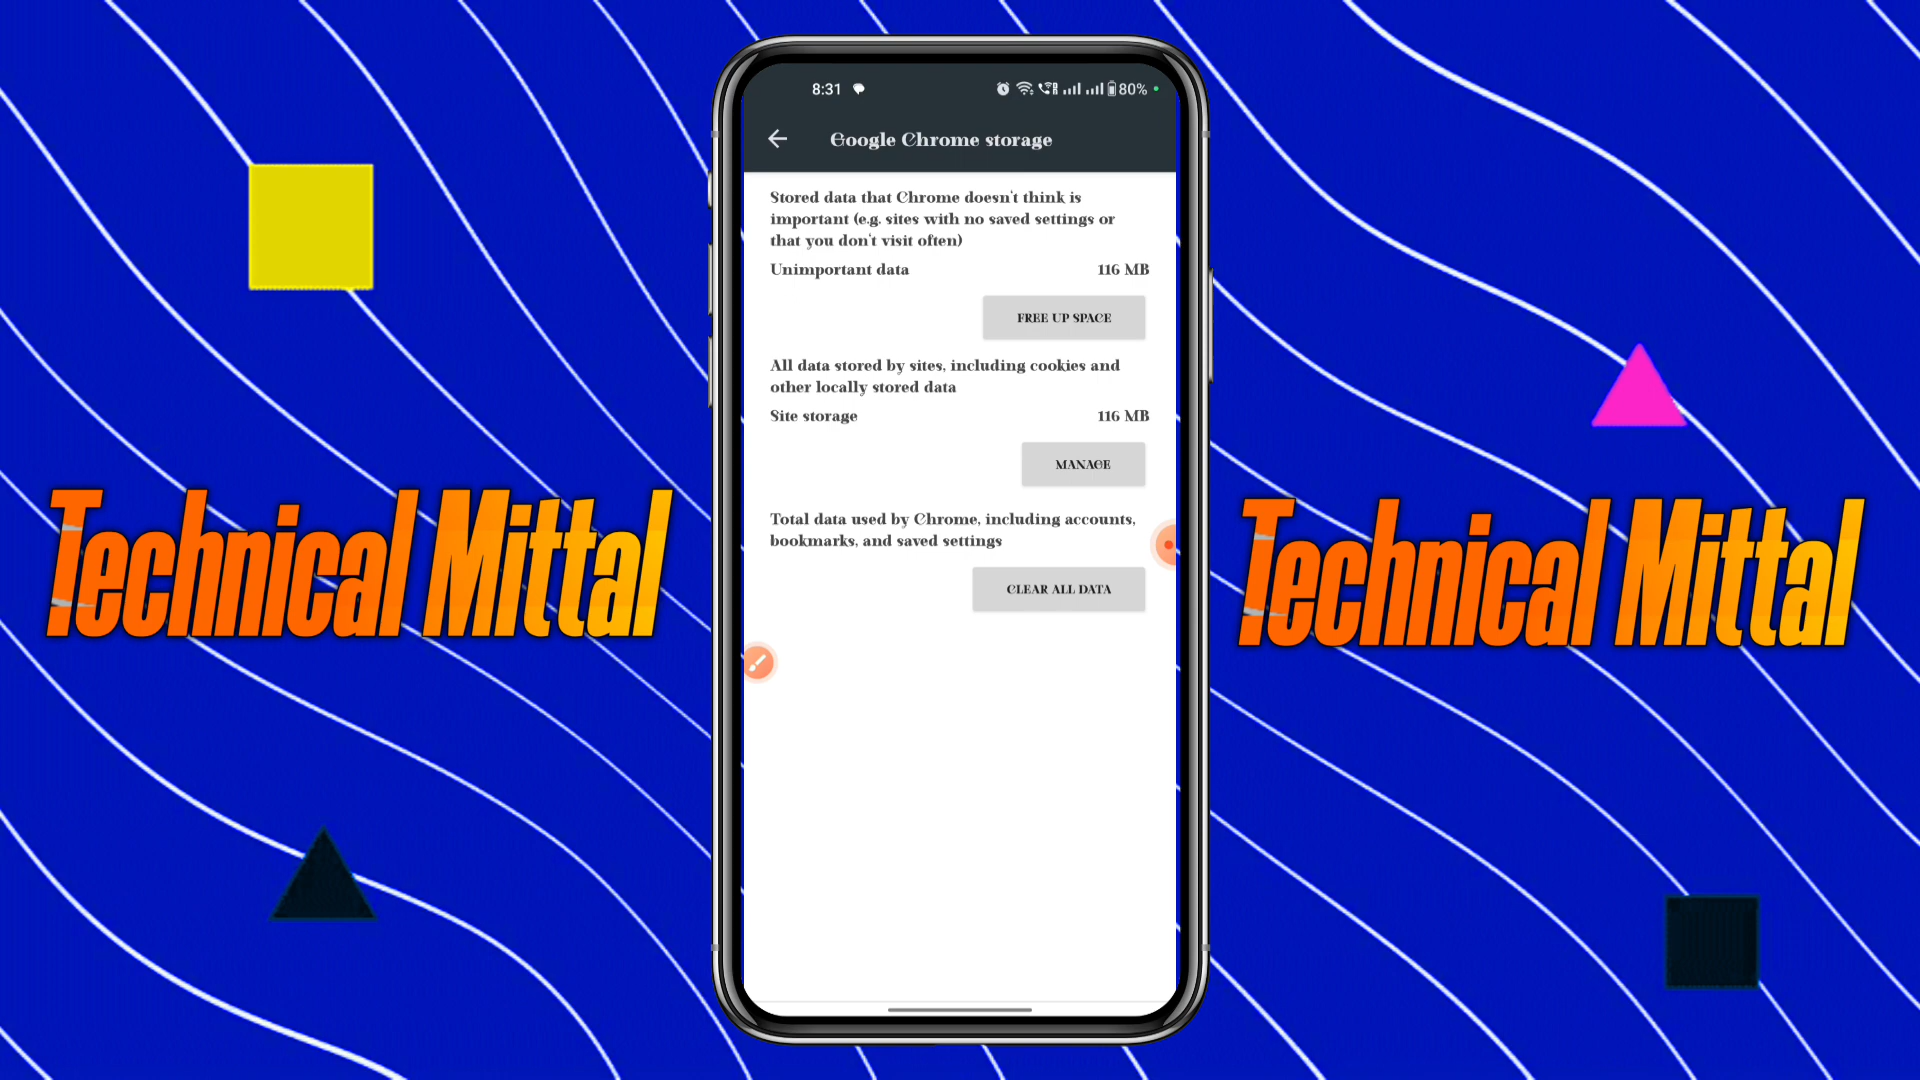 8:31
80%
Google Chrome storage
Stored data that Chrome doesn't think is
important (e.g. sites with no saved settings or
that you don't visit often)
Unimportant data 116 MB
FREE UP SPACE
All data stored by sites, including cookies and
other locally stored data
Site storage 116 MB
MANAGE
Total data used by Chrome, including accounts,
bookmarks, and saved settings
CLEAR ALL DATA
Technical Mittal
Technical Mittal